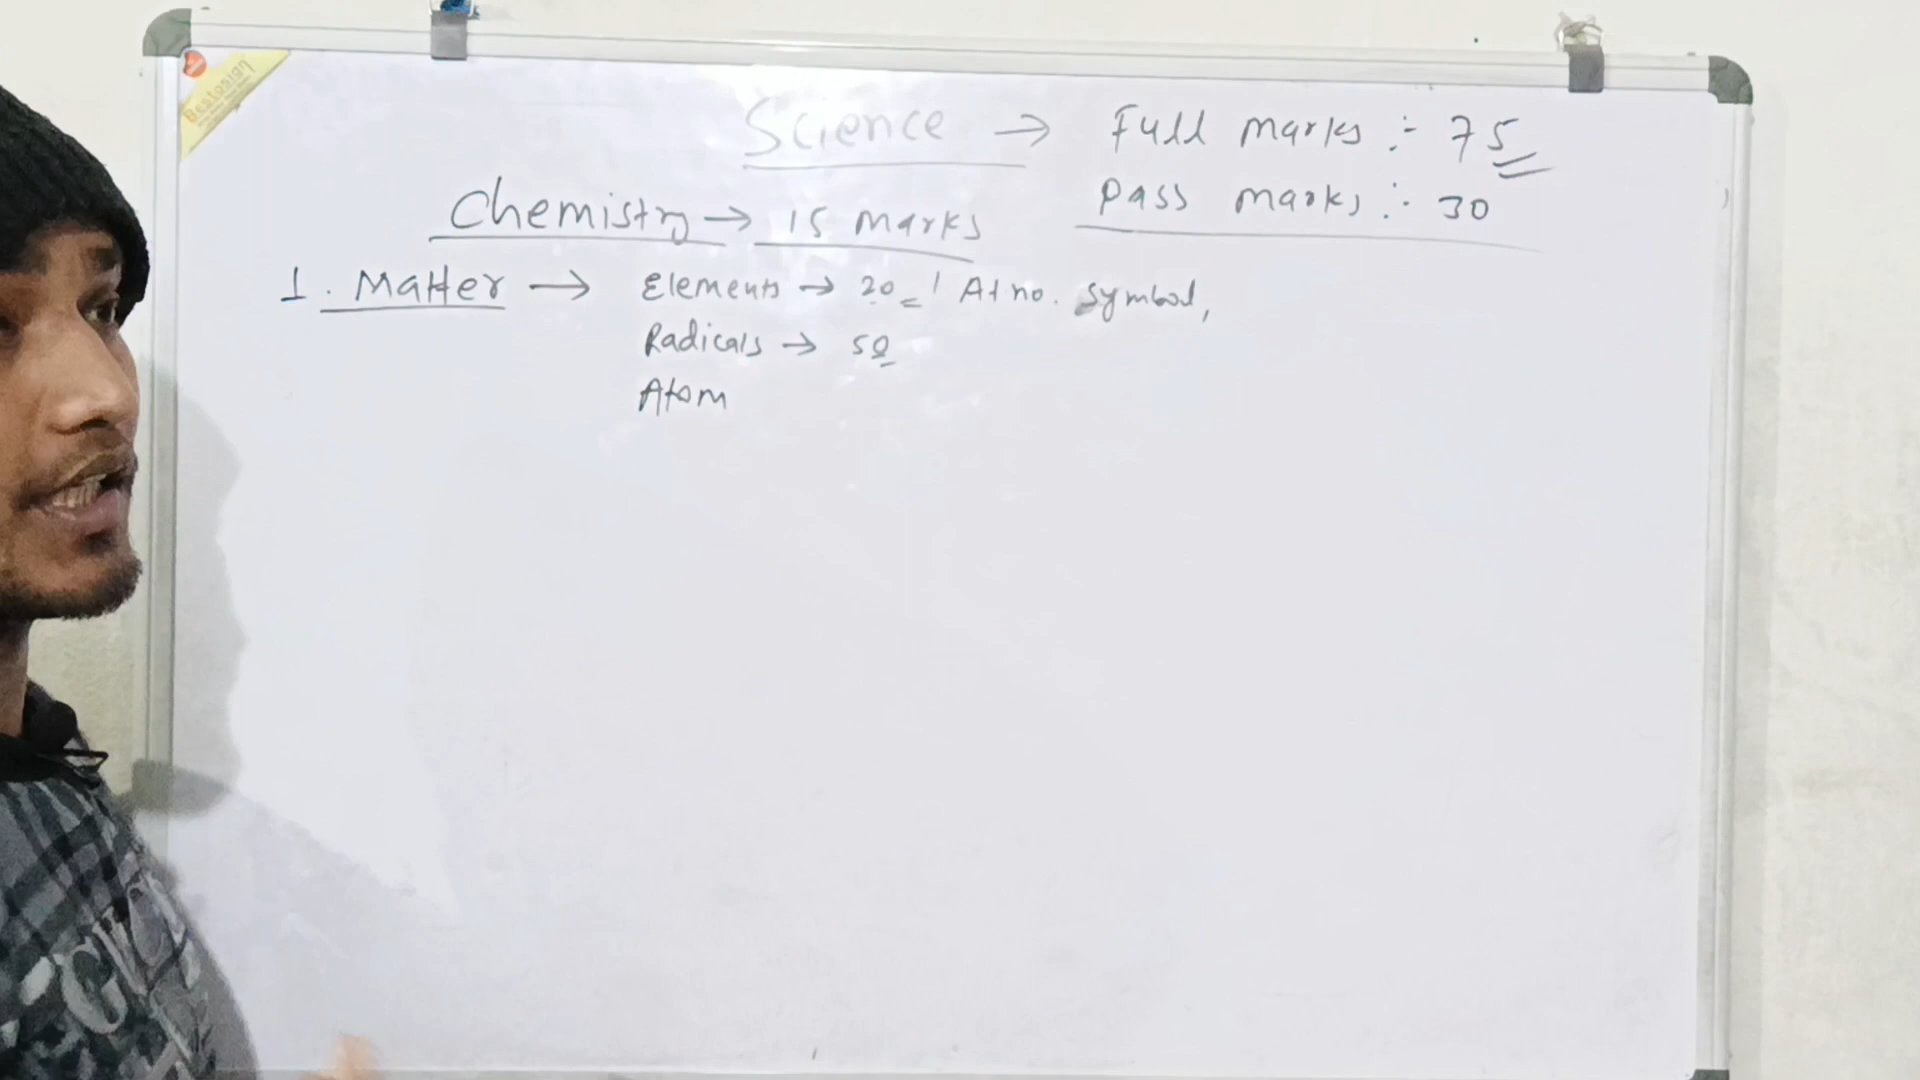 Bestosign
Science → Full marks :- 75
Pass marks :- 30
Chemistry → 15 marks
1. Matter → Elements → 20 At no. Symbol,
Radicals → 50
Atom